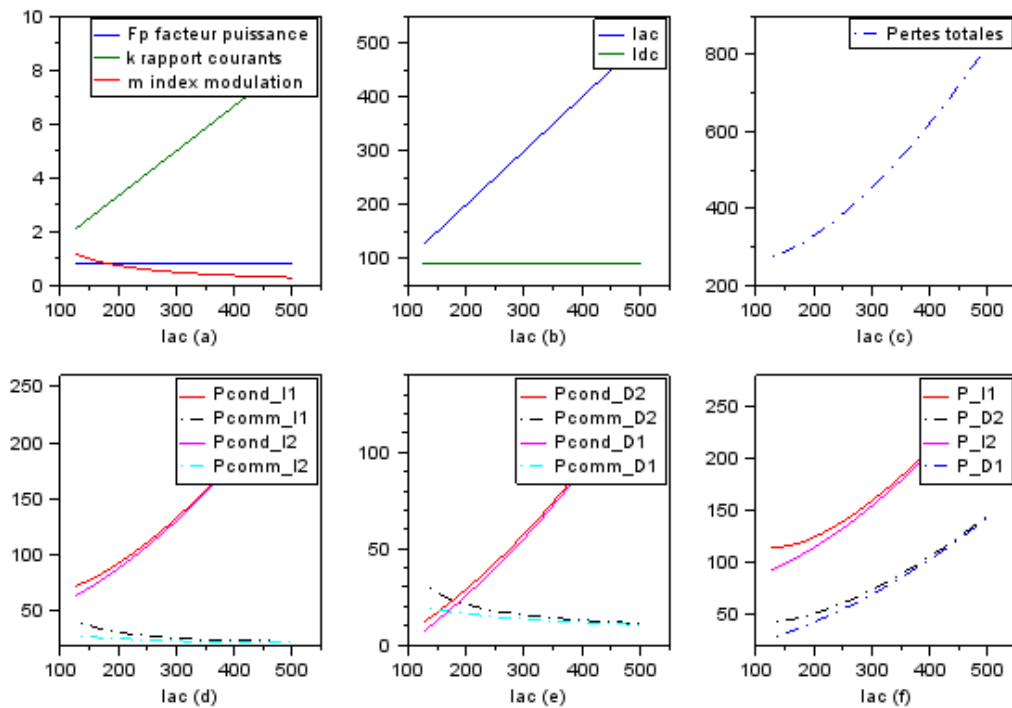 10
8
6
4
2
0
Fp facteur puissance
k rapport courants
m index modulation
100 200 300 400 500
Iac (a)
500
400
300
200
100
Iac
Idc
100 200 300 400 500
Iac (b)
800
600
400
200
Pertes totales
100 200 300 400 500
Iac (c)
250
200
150
100
50
Pcond_I1
Pcomm_I1
Pcond_I2
Pcomm_I2
100 200 300 400 500
Iac (d)
100
50
0
Pcond_D2
Pcomm_D2
Pcond_D1
Pcomm_D1
100 200 300 400 500
Iac (e)
250
200
150
100
50
P_I1
P_D2
P_I2
P_D1
100 200 300 400 500
Iac (f)